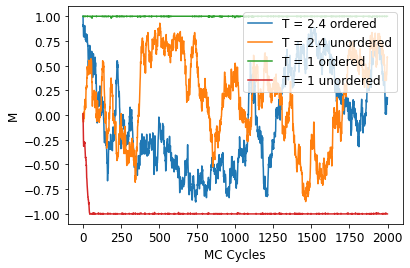 1.00
0.75
0.50
0.25
0.00
−0.25
−0.50
−0.75
−1.00
M
T = 2.4 ordered
T = 2.4 unordered
T = 1 ordered
T = 1 unordered
0 250 500 750 1000 1250 1500 1750 2000
MC Cycles